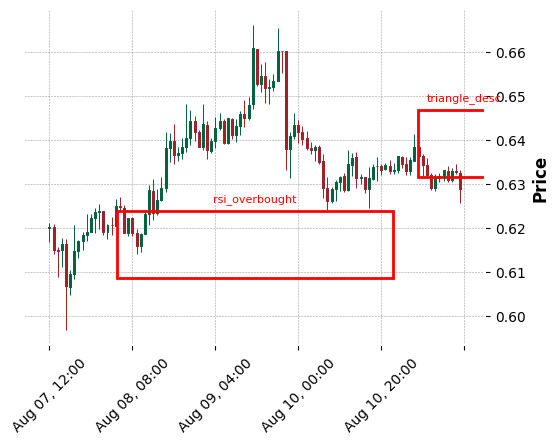 0.66
triangle_desc
0.65
0.64
0.63
rsi_overbought
0.62
0.61
0.60
Price
Aug 07, 12:00
Aug 08, 08:00
Aug 09, 04:00
Aug 10, 00:00
Aug 10, 20:00